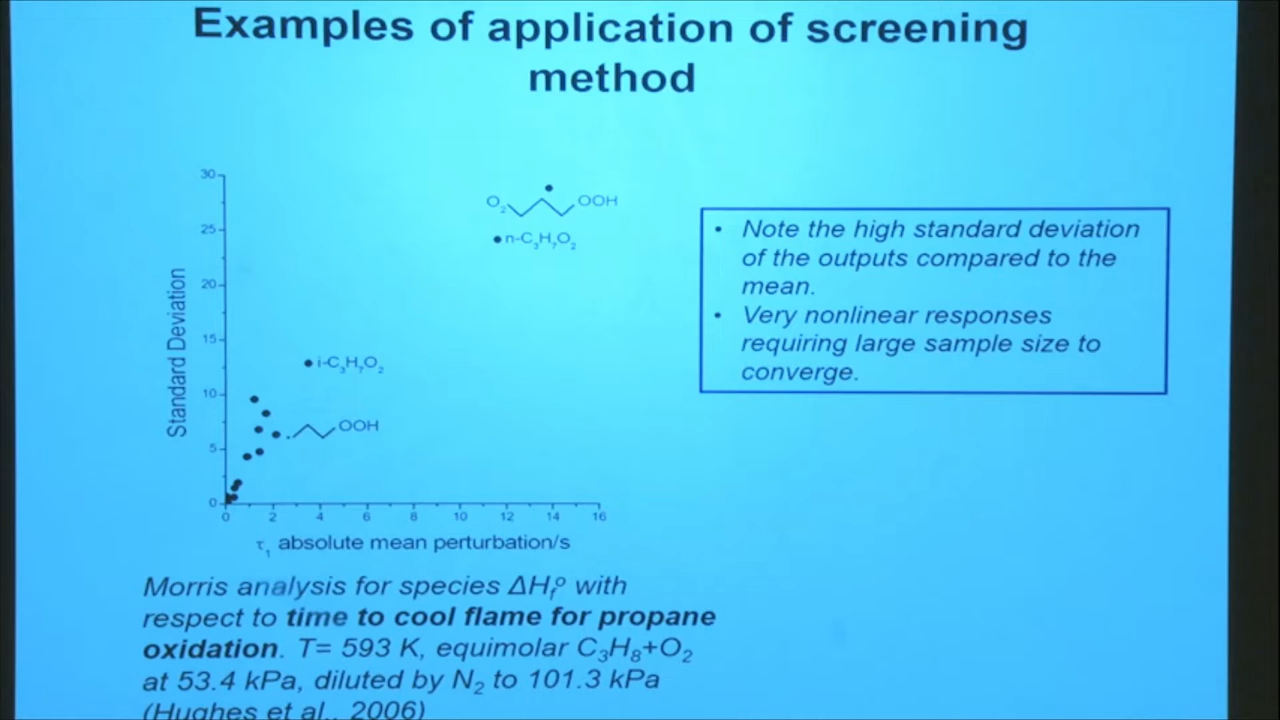 Examples of application of screening
method
30
25
20
15
10
5
0
Standard Deviation
O₂ OOH
n-C₃H₇O₂
i-C₃H₇O₂
OOH
0 2 4 6 8 10 12 14 16
τ₁ absolute mean perturbation/s
• Note the high standard deviation
of the outputs compared to the
mean.
• Very nonlinear responses
requiring large sample size to
converge.
Morris analysis for species ΔHf° with
respect to time to cool flame for propane
oxidation. T= 593 K, equimolar C₃H₈+O₂
at 53.4 kPa, diluted by N₂ to 101.3 kPa
(Hughes et al., 2006)